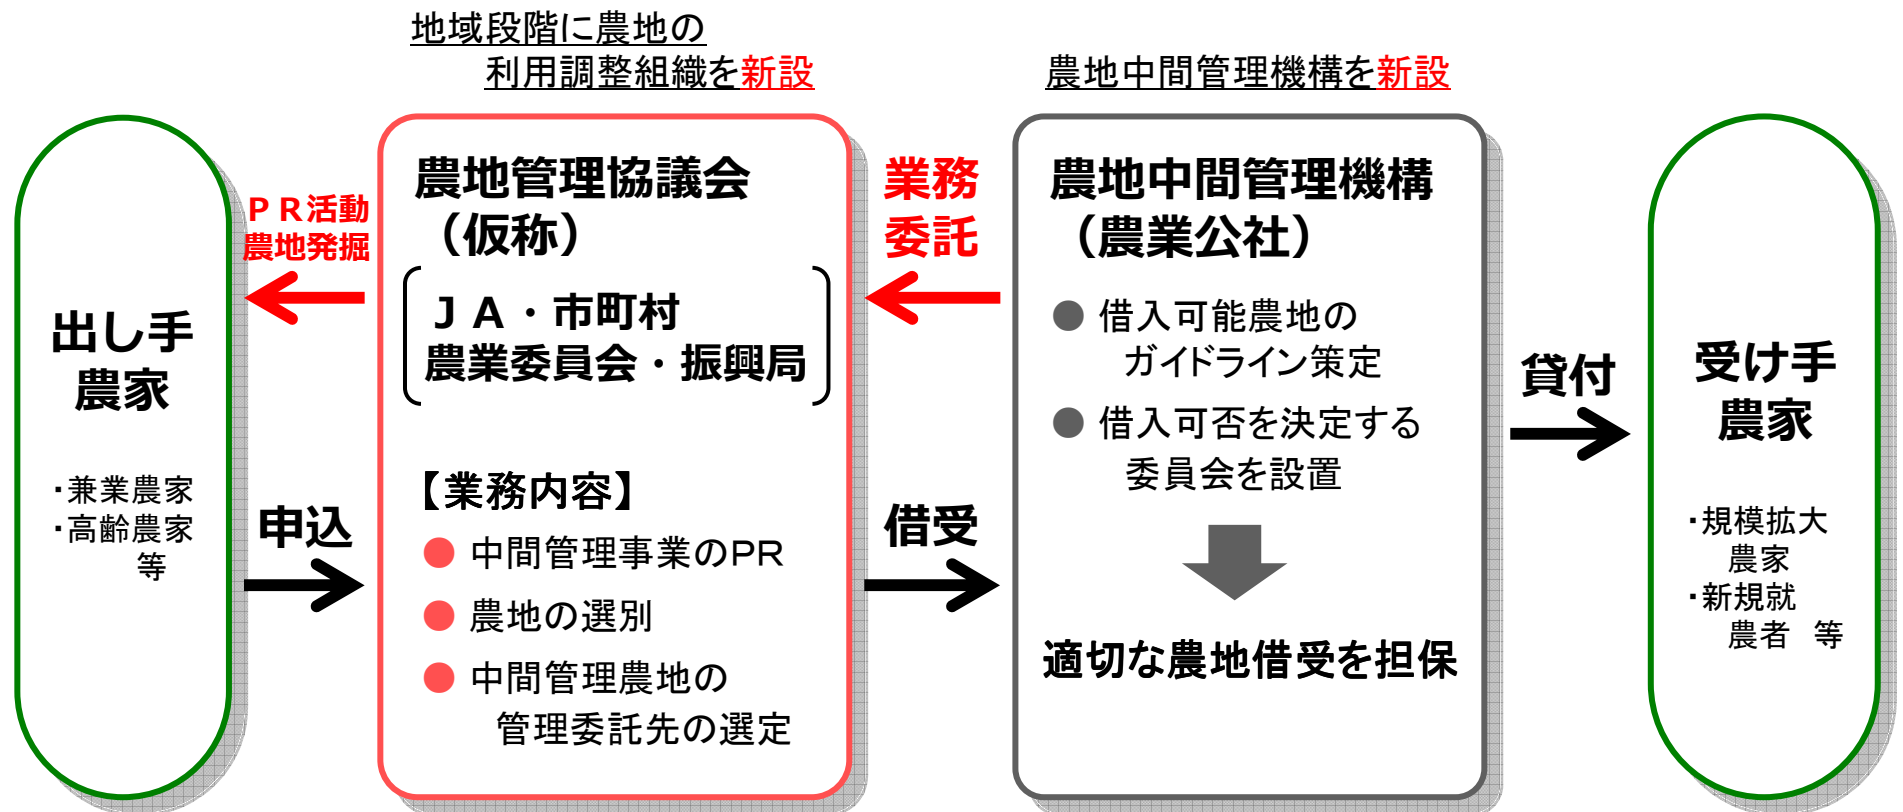 地域段階に農地の
利用調整組織を新設
農地中間管理機構を新設
出し手
農家
・兼業農家
・高齢農家
等
ＰＲ活動
農地発掘
申込
農地管理協議会
（仮称）
ＪＡ・市町村
農業委員会・振興局
【業務内容】
● 中間管理事業のPR
● 農地の選別
● 中間管理農地の
管理委託先の選定
業務
委託
借受
農地中間管理機構
（農業公社）
● 借入可能農地の
ガイドライン策定
● 借入可否を決定する
委員会を設置
適切な農地借受を担保
貸付
受け手
農家
・規模拡大
農家
・新規就
農者　等